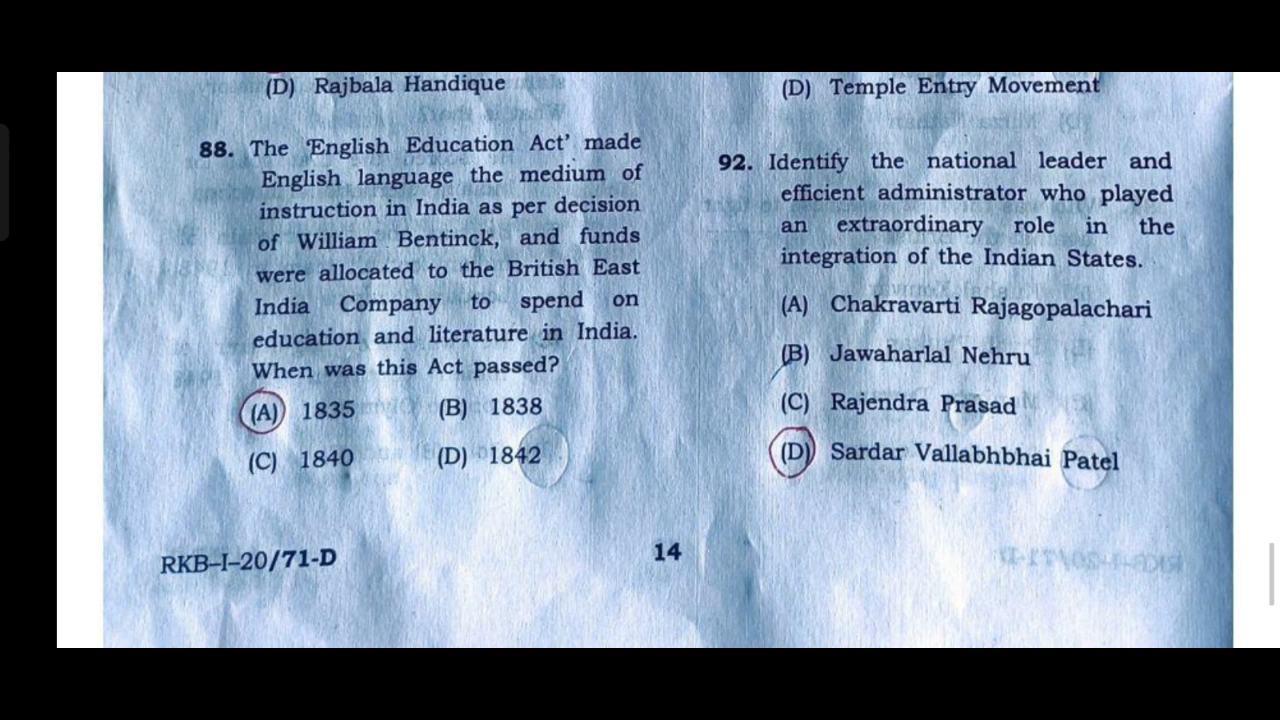 (D) Rajbala Handique
88. The 'English Education Act' made
English language the medium of
instruction in India as per decision
of William Bentinck, and funds
were allocated to the British East
India Company to spend on
education and literature in India.
When was this Act passed?
(A) 1835 (B) 1838
(C) 1840 (D) 1842
(D) Temple Entry Movement
92. Identify the national leader and
efficient administrator who played
an extraordinary role in the
integration of the Indian States.
(A) Chakravarti Rajagopalachari
(B) Jawaharlal Nehru
(C) Rajendra Prasad
(D) Sardar Vallabhbhai Patel
RKB–I–20/71-D 14